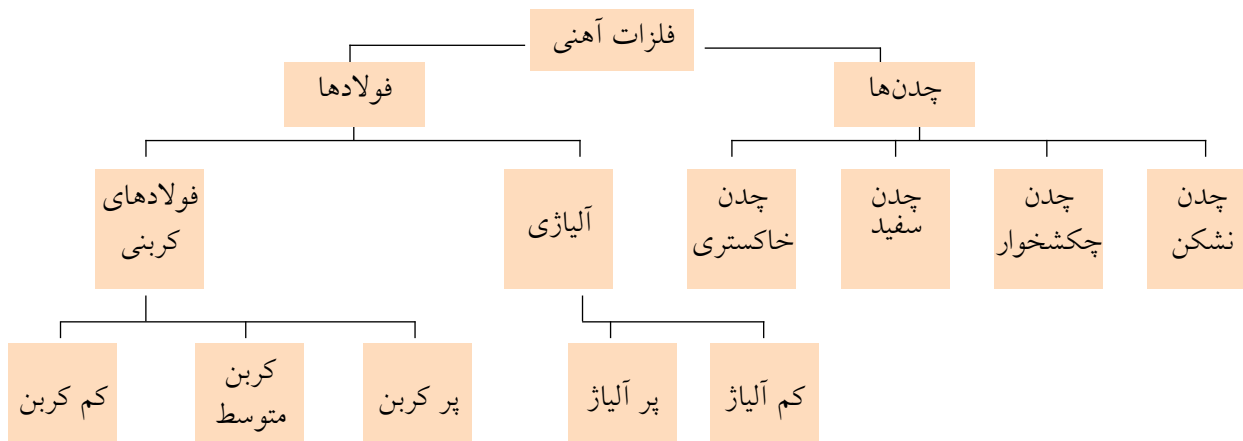 فلزات آهنی
چدن‌ها
فولادها
چدن
نشکن
چدن
چکشخوار
چدن
سفید
چدن
خاکستری
آلیاژی
فولادهای
کربنی
کم آلیاژ
پر آلیاژ
پر کربن
کربن
متوسط
کم کربن